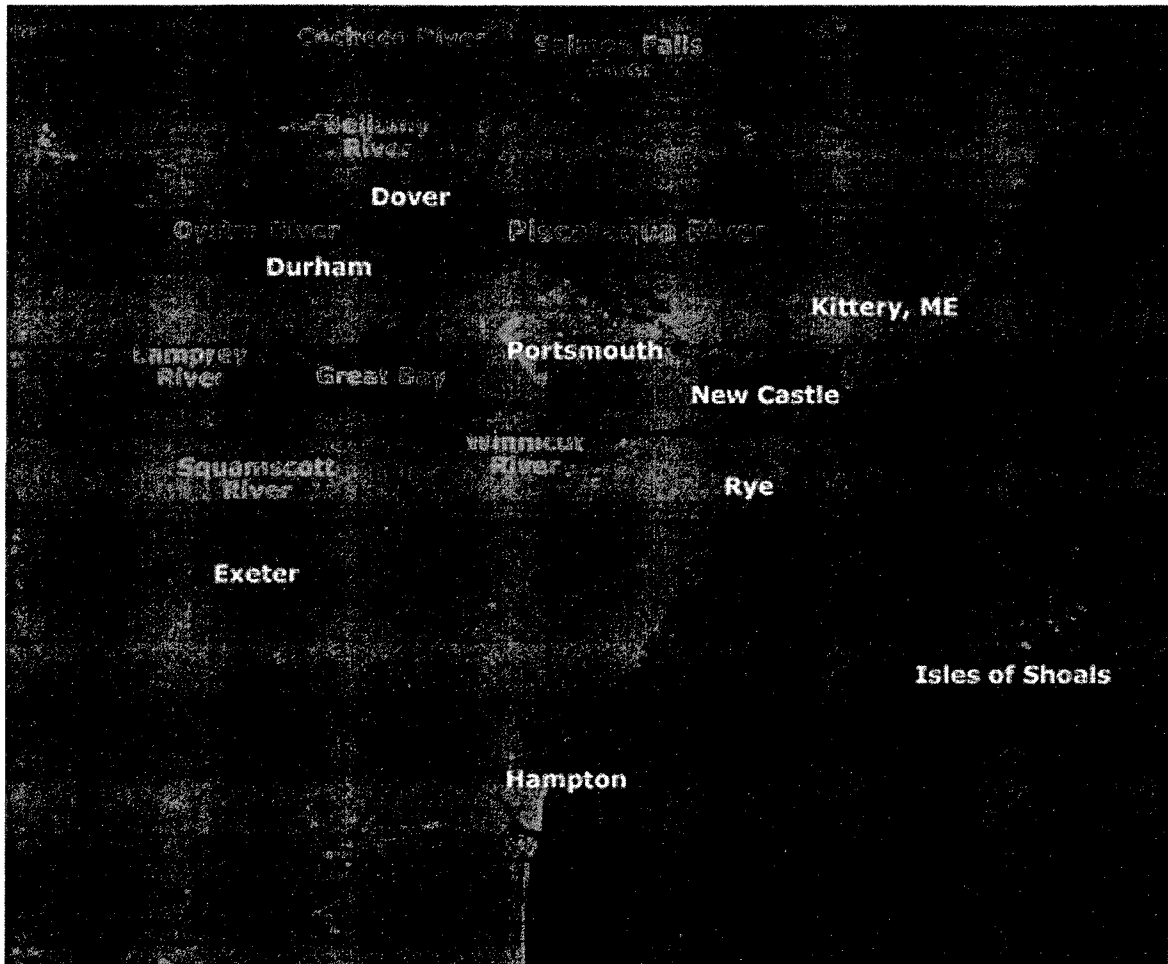 Cocheco River
Salmon Falls
River
Bellamy
River
Dover
Oyster River
Piscataqua River
Durham
Kittery, ME
Portsmouth
Lamprey
River
Great Bay
New Castle
Winnicut
River
Squamscott
River
Rye
Exeter
Isles of Shoals
Hampton